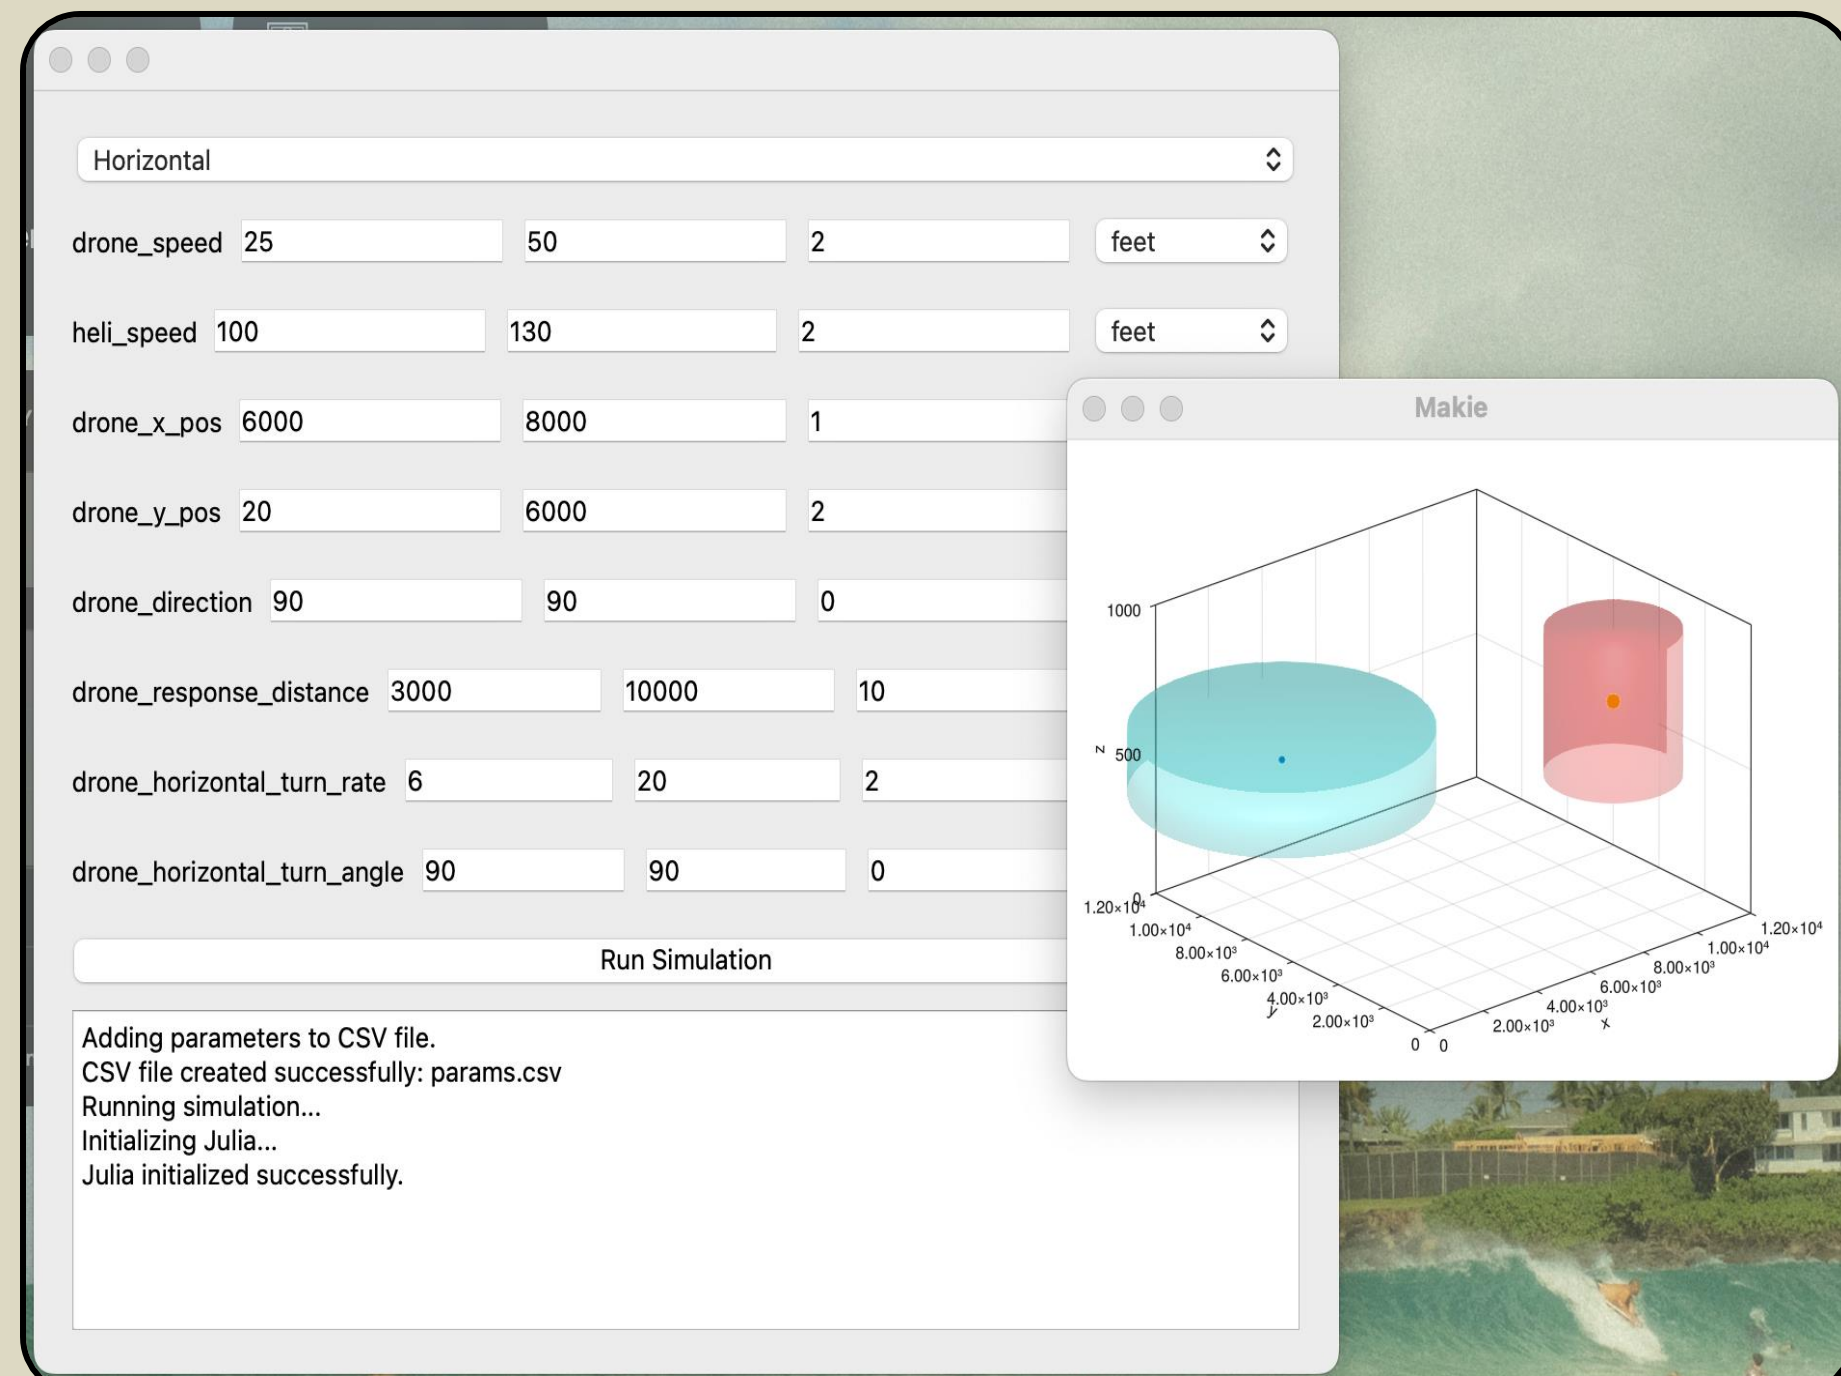 Horizontal
drone_speed 25 50 2 feet
heli_speed 100 130 2 feet
drone_x_pos 6000 8000 1
drone_y_pos 20 6000 2
drone_direction 90 90 0
drone_response_distance 3000 10000 10
drone_horizontal_turn_rate 6 20 2
drone_horizontal_turn_angle 90 90 0
Run Simulation
Adding parameters to CSV file.
CSV file created successfully: params.csv
Running simulation...
Initializing Julia...
Julia initialized successfully.
Makie
1000
z 500
0
1.20×10⁴
1.00×10⁴
8.00×10³
6.00×10³
4.00×10³
y
2.00×10³
0
0
2.00×10³
4.00×10³
x
6.00×10³
8.00×10³
1.00×10⁴
1.20×10⁴